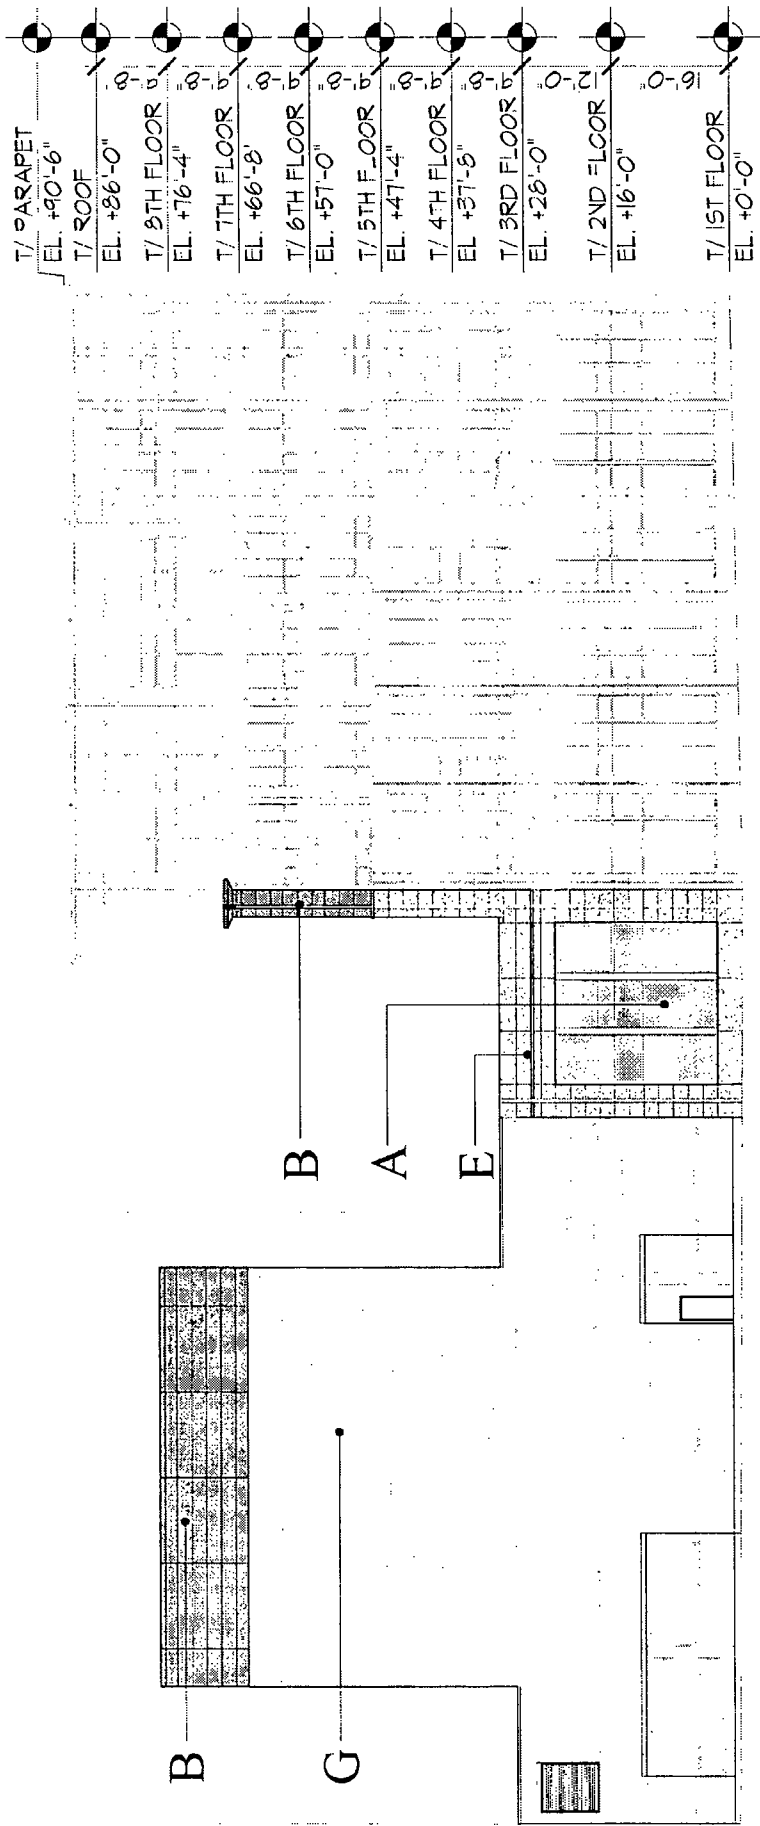 T/ PARAPET
EL. +90'-6"
T/ ROOF
EL. +86'-0"
9'-8"
T/ 8TH FLOOR
EL. +76'-4"
9'-8"
T/ 7TH FLOOR
EL. +66'-8'
9'-8'
T/ 6TH FLOOR
EL. +57'-0"
9'-8"
T/ 5TH FLOOR
EL. +47'-4"
9'-8"
T/ 4TH FLOOR
EL. +37'-8"
9'-8"
T/ 3RD FLOOR
EL. +28'-0"
12'-0"
T/ 2ND FLOOR
EL. +16'-0"
16'-0"
T/ 1ST FLOOR
EL. +0'-0"
B
A
E
B
G